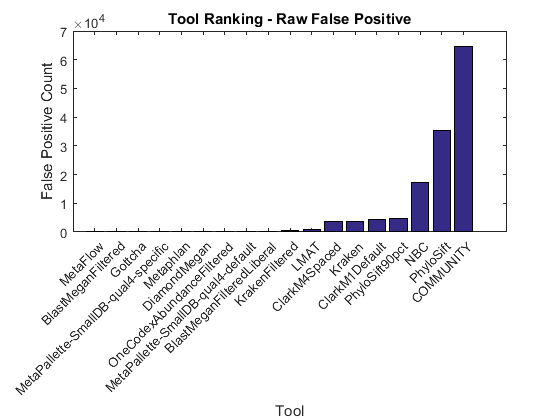 Tool Ranking - Raw False Positive
×10⁴
7
6
5
4
3
2
1
0
False Positive Count
MetaFlow
BlastMeganFiltered
Gottcha
MetaPallette-SmallDB-qual4-specific
Metaphlan
DiamondMegan
OneCodexAbundanceFiltered
MetaPallette-SmallDB-qual4-default
BlastMeganFilteredLiberal
KrakenFiltered
LMAT
ClarkM4Spaced
Kraken
ClarkM1Default
PhyloSift90pct
NBC
PhyloSift
COMMUNITY
Tool